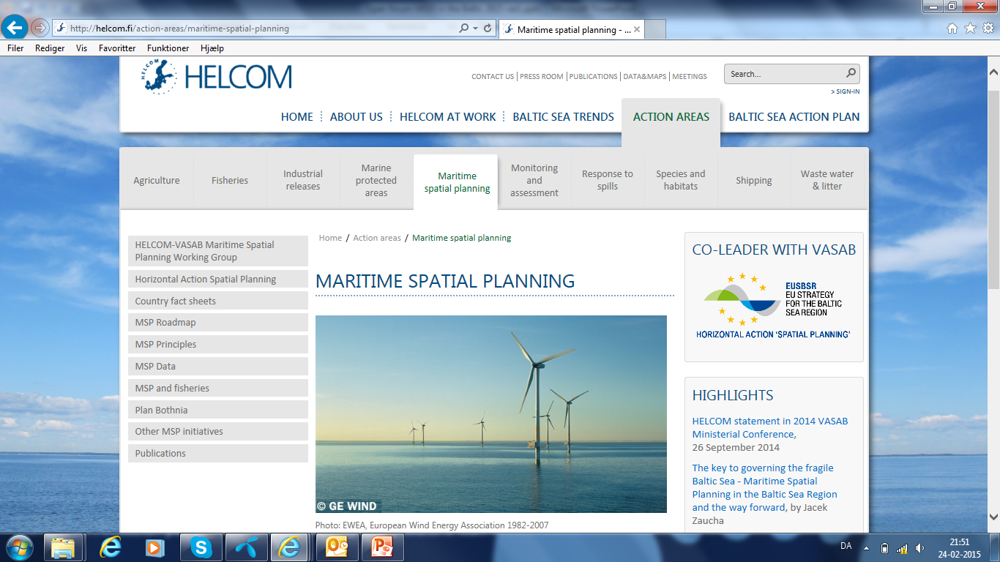 http://helcom.fi/action-areas/maritime-spatial-planning
Maritime spatial planning - ...
Filer Rediger Vis Favoritter Funktioner Hjælp
HELCOM
HELCOM
CONTACT US | PRESS ROOM | PUBLICATIONS | DATA&MAPS | MEETINGS
Search...
> SIGN-IN
HOME ABOUT US HELCOM AT WORK BALTIC SEA TRENDS ACTION AREAS BALTIC SEA ACTION PLAN
Agriculture
Fisheries
Industrial
releases
Marine
protected
areas
Maritime
spatial planning
Monitoring
and
assessment
Response to
spills
Species and
habitats
Shipping
Waste water
& litter
HELCOM-VASAB Maritime Spatial
Planning Working Group
Horizontal Action Spatial Planning
Country fact sheets
MSP Roadmap
MSP Principles
MSP Data
MSP and fisheries
Plan Bothnia
Other MSP initiatives
Publications
Home / Action areas / Maritime spatial planning
MARITIME SPATIAL PLANNING
© GE WIND
Photo: EWEA, European Wind Energy Association 1982-2007
CO-LEADER WITH VASAB
EUSBSR
EU STRATEGY
FOR THE BALTIC
SEA REGION
HORIZONTAL ACTION 'SPATIAL PLANNING'
HIGHLIGHTS
HELCOM statement in 2014 VASAB
Ministerial Conference,
26 September 2014
The key to governing the fragile
Baltic Sea - Maritime Spatial
Planning in the Baltic Sea Region
and the way forward, by Jacek
Zaucha
DA
21:51
24-02-2015